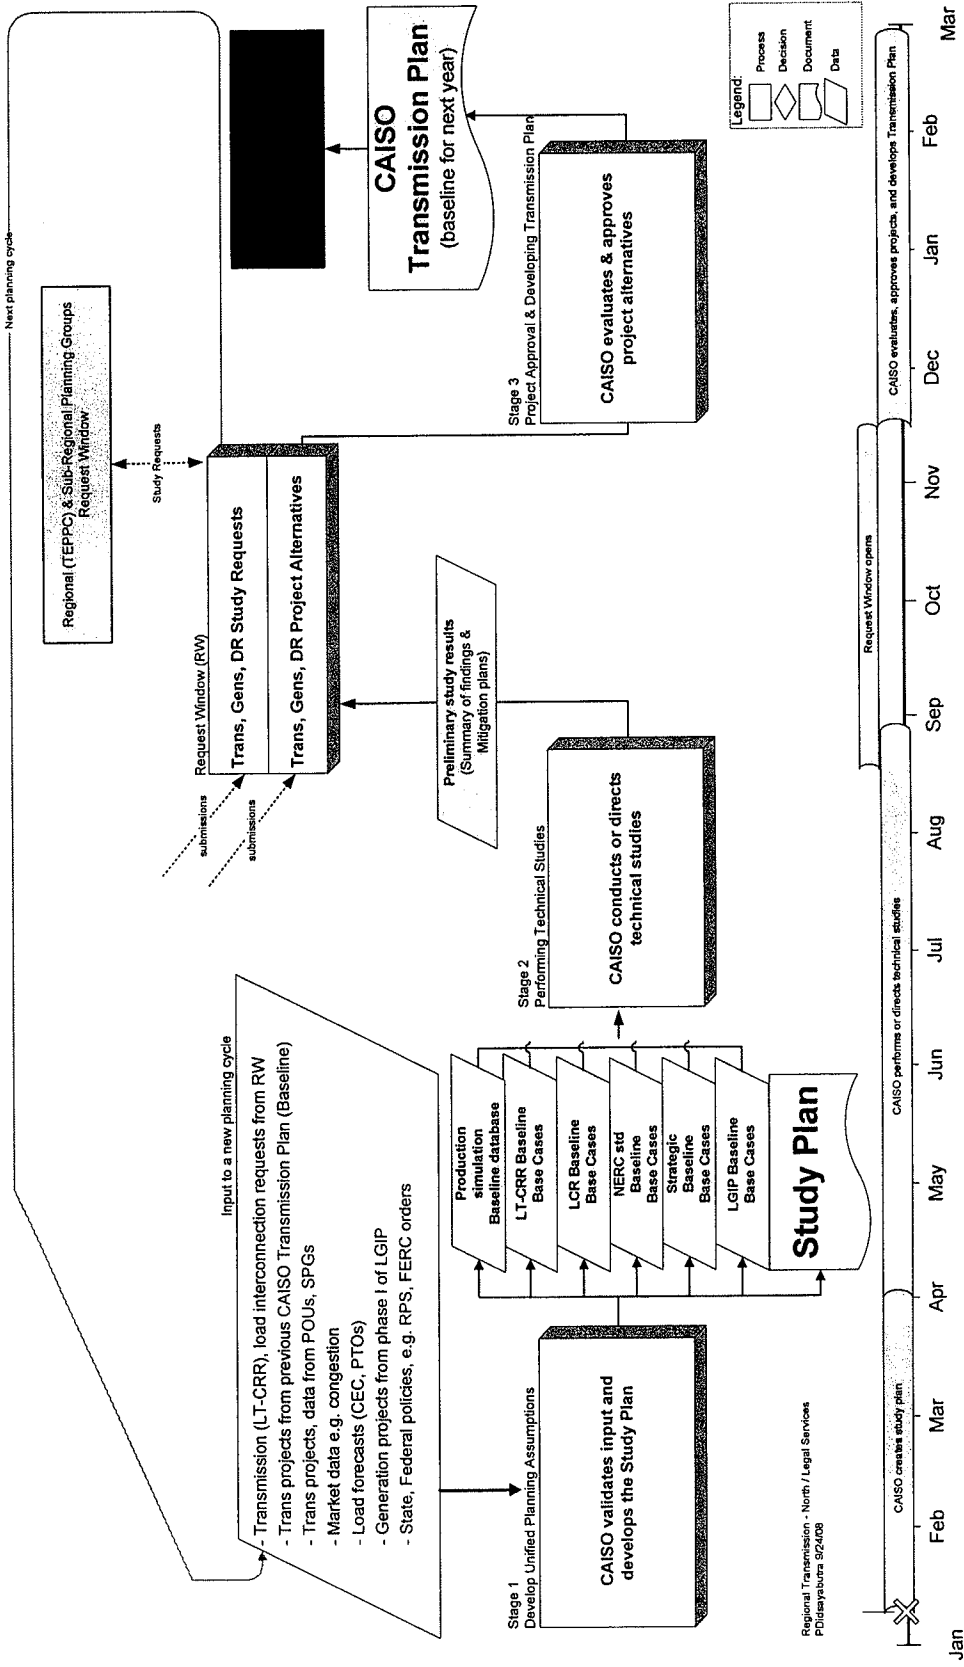 Next planning cycle
Regional (TEPPC) & Sub-Regional Planning Groups
Request Window
Study Requests
Input to a new planning cycle
- Transmission (LT-CRR), load interconnection requests from RW
- Trans projects from previous CAISO Transmission Plan (Baseline)
- Trans projects, data from POUs, SPGs
- Market data e.g. congestion
- Load forecasts (CEC, PTOs)
- Generation projects from phase I of LGIP
- State, Federal policies, e.g. RPS, FERC orders
submissions
submissions
Request Window (RW)
Trans, Gens, DR Study Requests
Trans, Gens, DR Project Alternatives
CAISO
Transmission Plan
(baseline for next year)
Preliminary study results
(Summary of findings &
Mitigation plans)
Stage 1
Develop Unified Planning Assumptions
CAISO validates input and
develops the Study Plan
Production
simulation
Baseline database
LT-CRR Baseline
Base Cases
LCR Baseline
Base Cases
NERC std
Baseline
Base Cases
Strategic
Baseline
Base Cases
LGIP Baseline
Base Cases
Study Plan
Stage 2
Performing Technical Studies
CAISO conducts or directs
technical studies
Stage 3
Project Approval & Developing Transmission Plan
CAISO evaluates & approves
project alternatives
Legend:
Process
Decision
Document
Data
Regional Transmission - North / Legal Services
PDidsayabutra 9/24/08
Request Window opens
CAISO creates study plan
CAISO performs or directs technical studies
CAISO evaluates, approves projects, and develops Transmission Plan
Jan
Feb
Mar
Apr
May
Jun
Jul
Aug
Sep
Oct
Nov
Dec
Jan
Feb
Mar